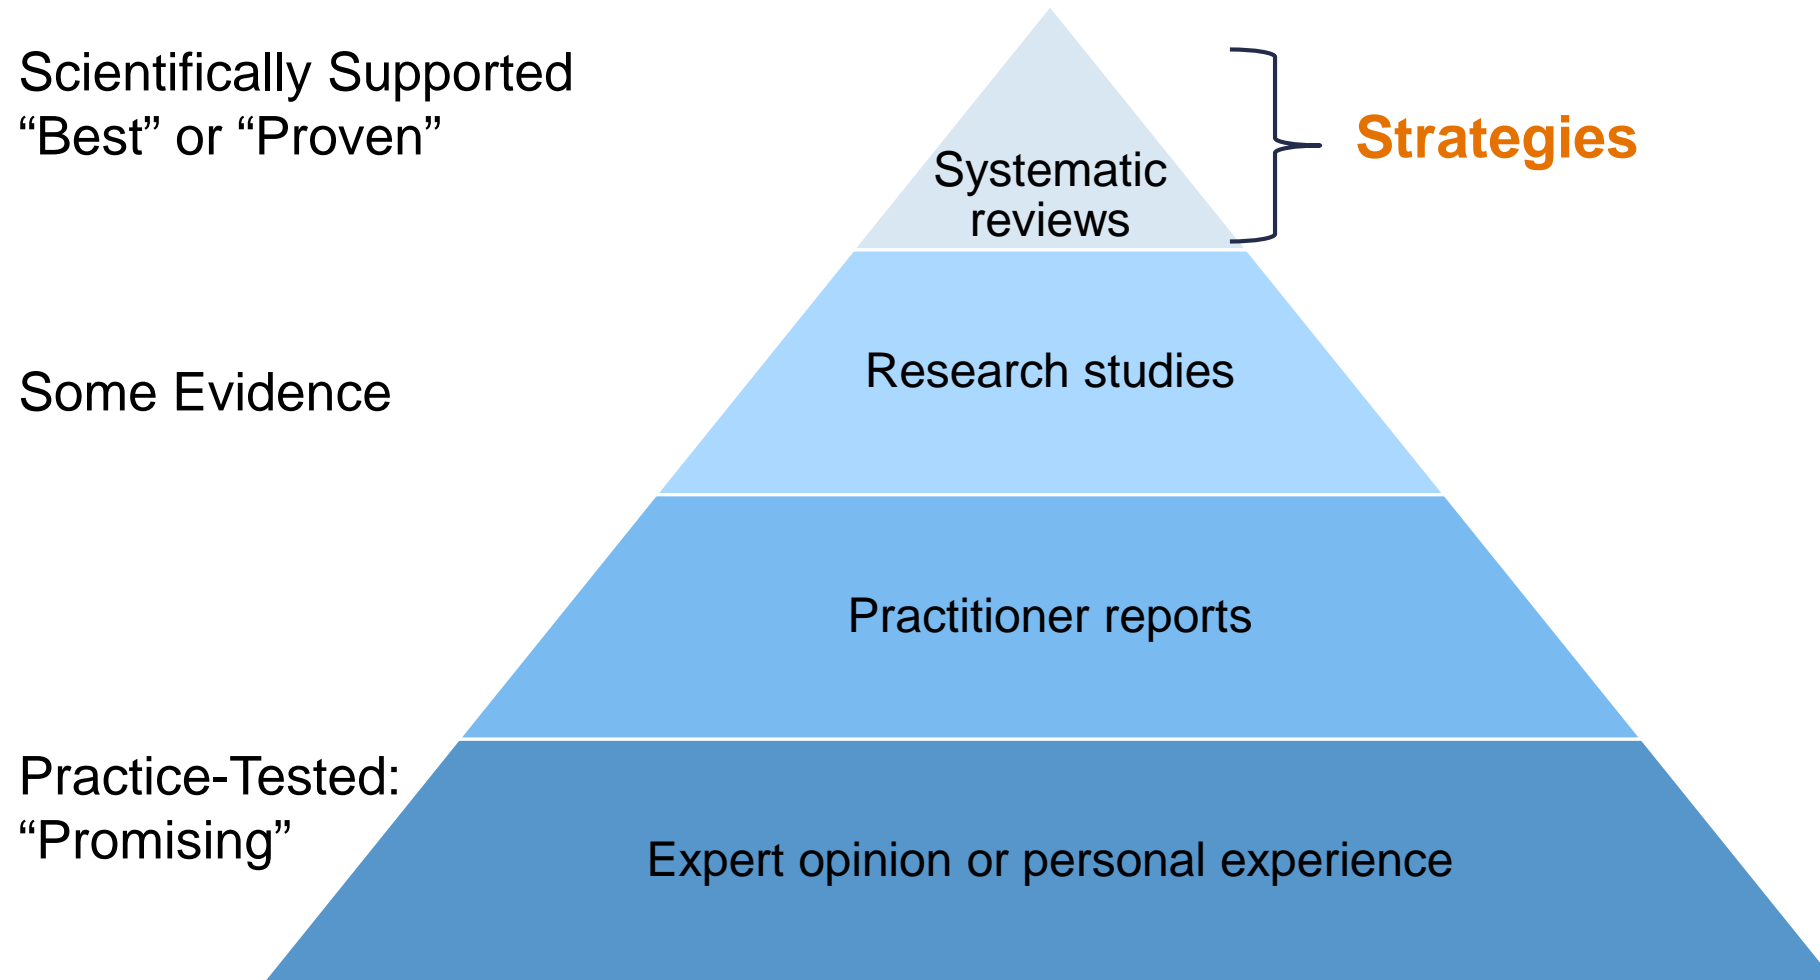 Scientifically Supported
“Best” or “Proven”
Strategies
Systematic
reviews
Some Evidence
Research studies
Practitioner reports
Practice-Tested:
“Promising”
Expert opinion or personal experience